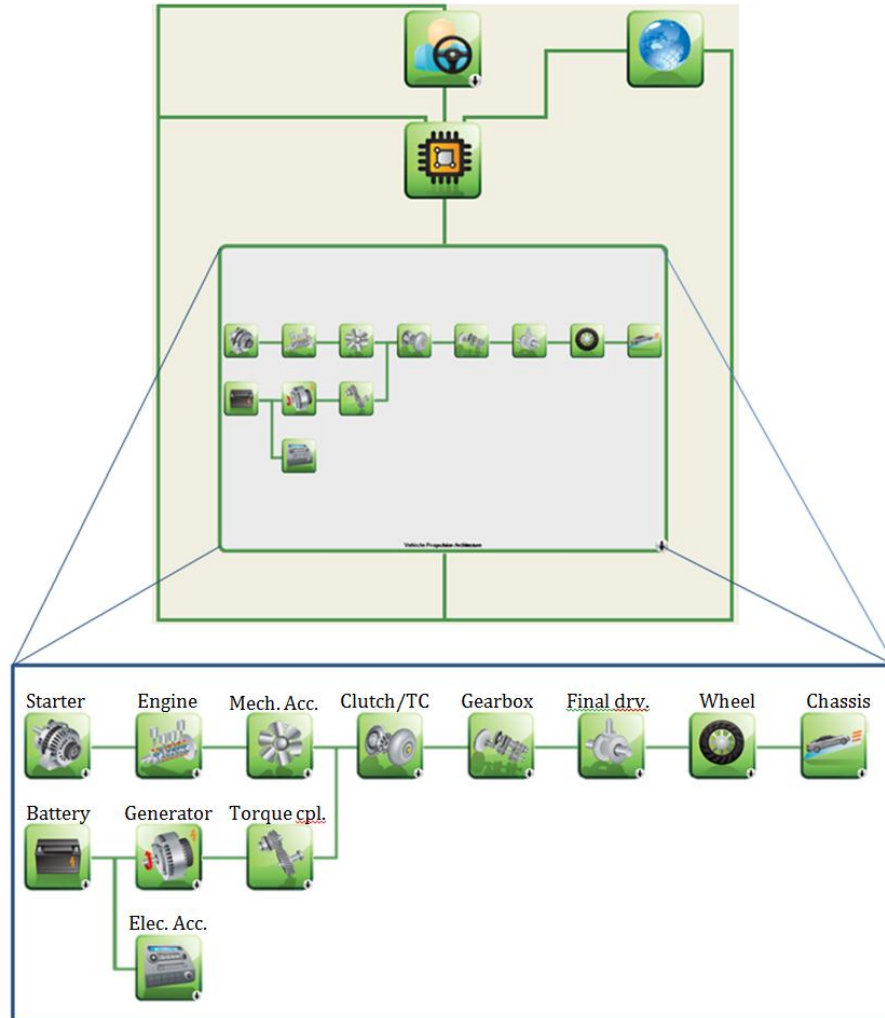 Vehicle Propulsion Architecture
Starter Engine Mech. Acc. Clutch/TC Gearbox Final drv. Wheel Chassis
Battery Generator Torque cpl.
Elec. Acc.